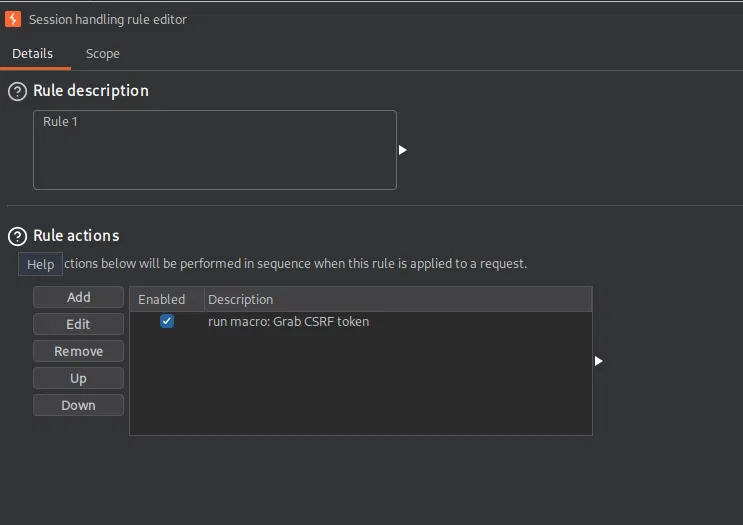 Session handling rule editor
Details Scope
Rule description
Rule 1
Rule actions
Help ctions below will be performed in sequence when this rule is applied to a request.
Add
Edit
Remove
Up
Down
Enabled Description
run macro: Grab CSRF token